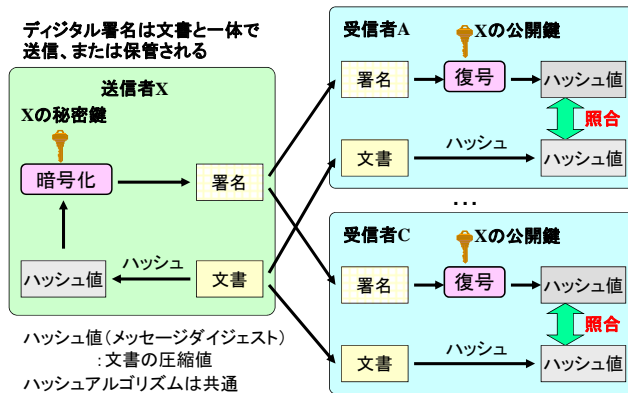 ディジタル署名は文書と一体で
送信、または保管される
送信者X
Xの秘密鍵
暗号化
署名
ハッシュ値
ハッシュ
文書
ハッシュ値(メッセージダイジェスト)
:文書の圧縮値
ハッシュアルゴリズムは共通
受信者A
Xの公開鍵
署名
復号
ハッシュ値
照合
文書
ハッシュ
ハッシュ値
…
受信者C
Xの公開鍵
署名
復号
ハッシュ値
照合
文書
ハッシュ
ハッシュ値